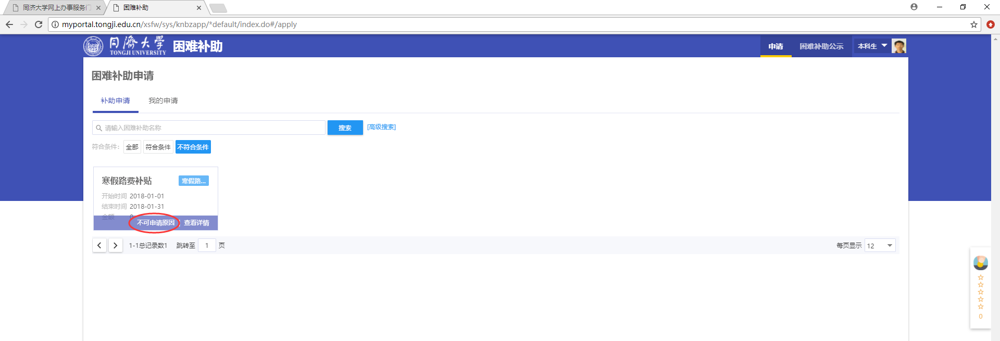 同济大学网上办事服务门
困难补助
myportal.tongji.edu.cn/xsfw/sys/knbzapp/*default/index.do#/apply
同濟大学
TONGJI UNIVERSITY
困难补助
申请
困难补助公示
本科生
困难补助申请
补助申请
我的申请
请输入困难补助名称
搜索
[高级搜索]
符合条件:
全部
符合条件
不符合条件
寒假路费补贴
寒假路...
开始时间 2018-01-01
结束时间 2018-01-31
金额 0
不可申请原因
查看详情
1-1总记录数1
跳转至 1 页
每页显示 12
0